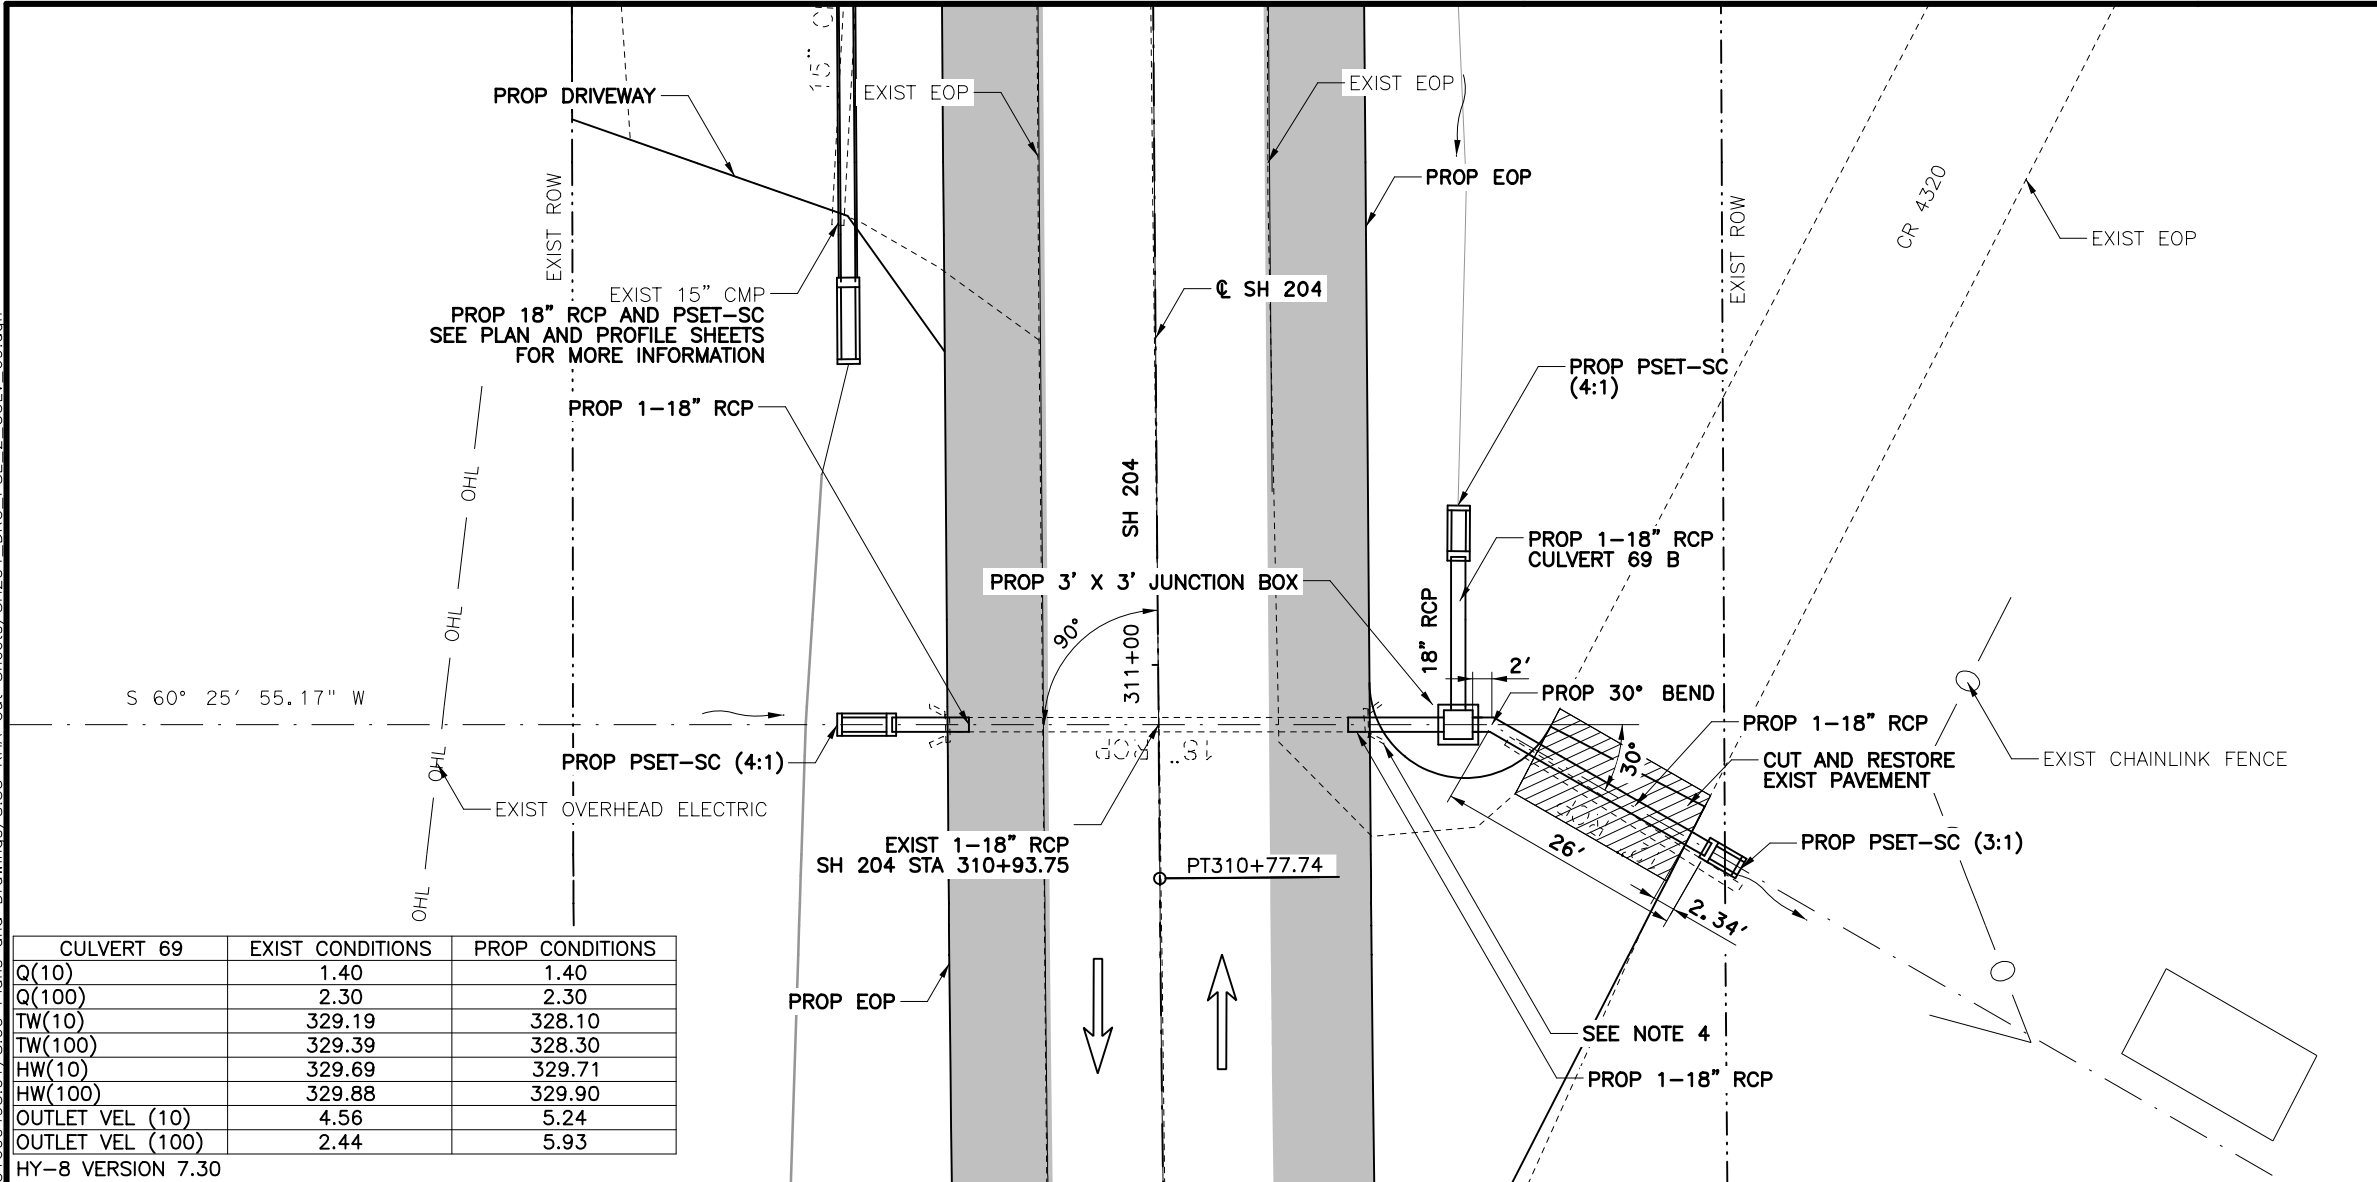 PROP DRIVEWAY
15" C
EXIST EOP
EXIST EOP
PROP EOP
EXIST ROW
EXIST ROW
CR 4320
EXIST EOP
EXIST 15" CMP
PROP 18" RCP AND PSET-SC
SEE PLAN AND PROFILE SHEETS
FOR MORE INFORMATION
℄ SH 204
PROP 1-18" RCP
PROP PSET-SC
(4:1)
OHL
SH 204
PROP 1-18" RCP
CULVERT 69 B
PROP 3' X 3' JUNCTION BOX
OHL
90°
311+00
18" RCP
2'
S 60° 25' 55.17" W
PROP 30° BEND
PROP 1-18" RCP
18" RCP
30°
OHL
PROP PSET-SC (4:1)
CUT AND RESTORE
EXIST PAVEMENT
EXIST CHAINLINK FENCE
EXIST OVERHEAD ELECTRIC
EXIST 1-18" RCP
SH 204 STA 310+93.75
26'
PROP PSET-SC (3:1)
PT310+77.74
OHL
2.34'
CULVERT 69 EXIST CONDITIONS PROP CONDITIONS
Q(10) 1.40 1.40
Q(100) 2.30 2.30
TW(10) 329.19 328.10
TW(100) 329.39 328.30
HW(10) 329.69 329.71
HW(100) 329.88 329.90
OUTLET VEL (10) 4.56 5.24
OUTLET VEL (100) 2.44 5.93
HY-8 VERSION 7.30
PROP EOP
SEE NOTE 4
PROP 1-18" RCP